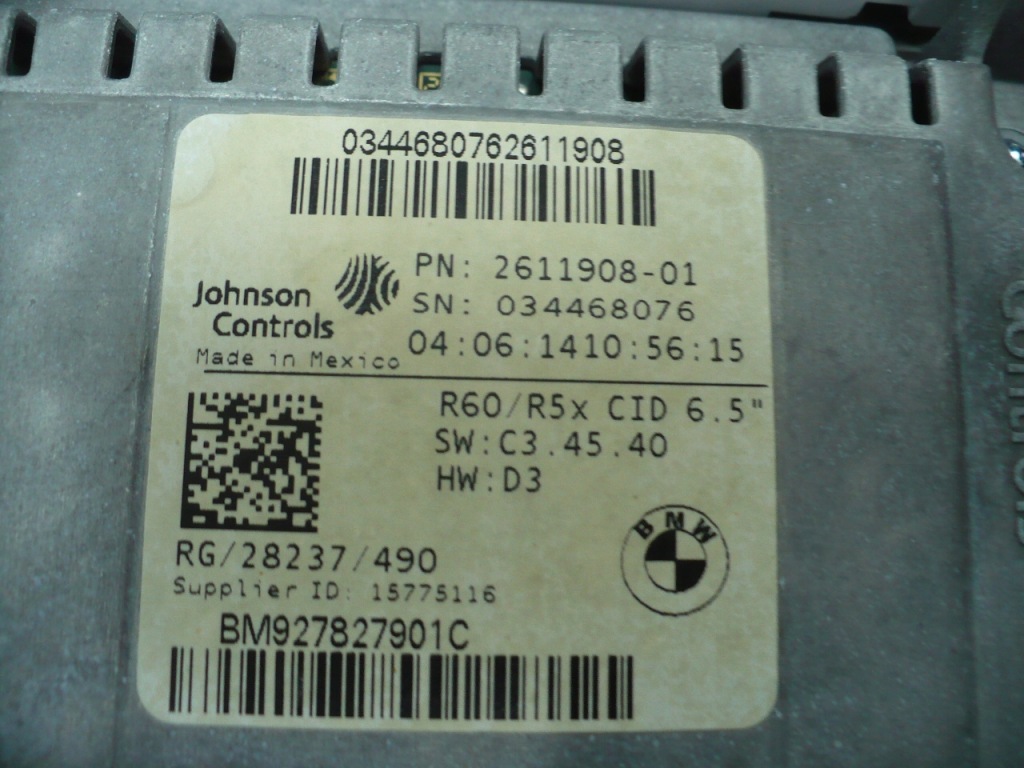 0344680762611908
Johnson
Controls
PN: 2611908-01
SN: 034468076
Made in Mexico
04:06:1410:56:15
R60/R5x CID 6.5"
SW:C3.45.40
HW:D3
BMW
RG/28237/490
Supplier ID: 15775116
BM927827901C
Controls